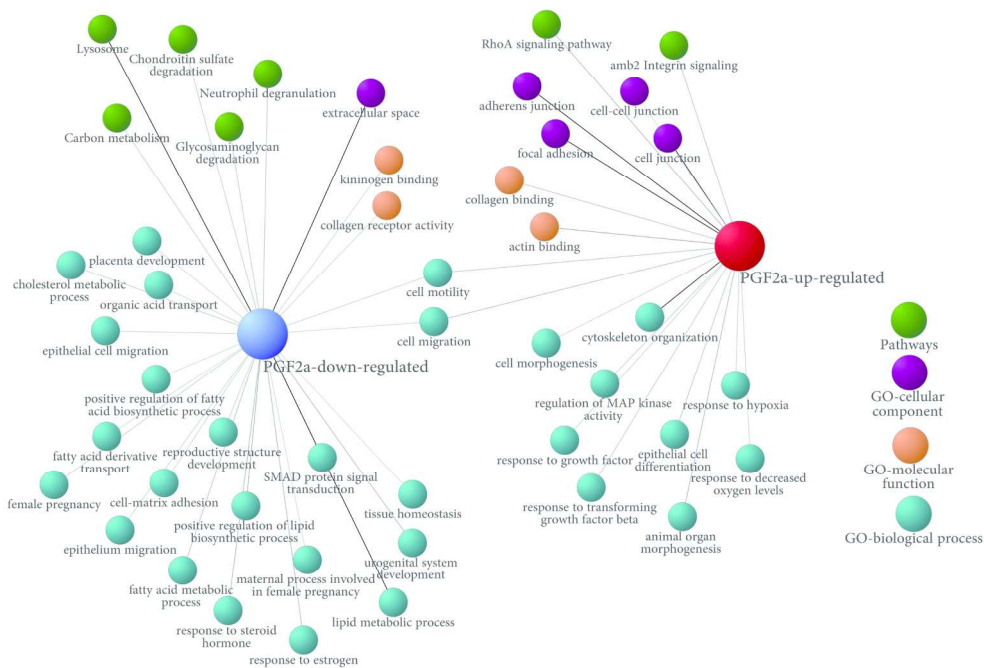 Lysosome
Chondroitin sulfate
degradation
Neutrophil degranulation
extracellular space
Carbon metabolism
Glycosaminoglycan
degradation
kininogen binding
collagen receptor activity
placenta development
cholesterol metabolic
process
organic acid transport
cell motility
epithelial cell migration
cell migration
PGF2a-down-regulated
positive regulation of fatty
acid biosynthetic process
fatty acid derivative
transport
reproductive structure
development
SMAD protein signal
transduction
female pregnancy
cell-matrix adhesion
tissue homeostasis
epithelium migration
positive regulation of lipid
biosynthetic process
urogenital system
development
maternal process involved
in female pregnancy
fatty acid metabolic
process
lipid metabolic process
response to steroid
hormone
response to estrogen
RhoA signaling pathway
amb2 Integrin signaling
adherens junction
cell-cell junction
focal adhesion
cell junction
collagen binding
actin binding
PGF2a-up-regulated
cytoskeleton organization
cell morphogenesis
regulation of MAP kinase
activity
response to hypoxia
response to growth factor
epithelial cell
differentiation
response to decreased
oxygen levels
response to transforming
growth factor beta
animal organ
morphogenesis
Pathways
GO-cellular
component
GO-molecular
function
GO-biological process